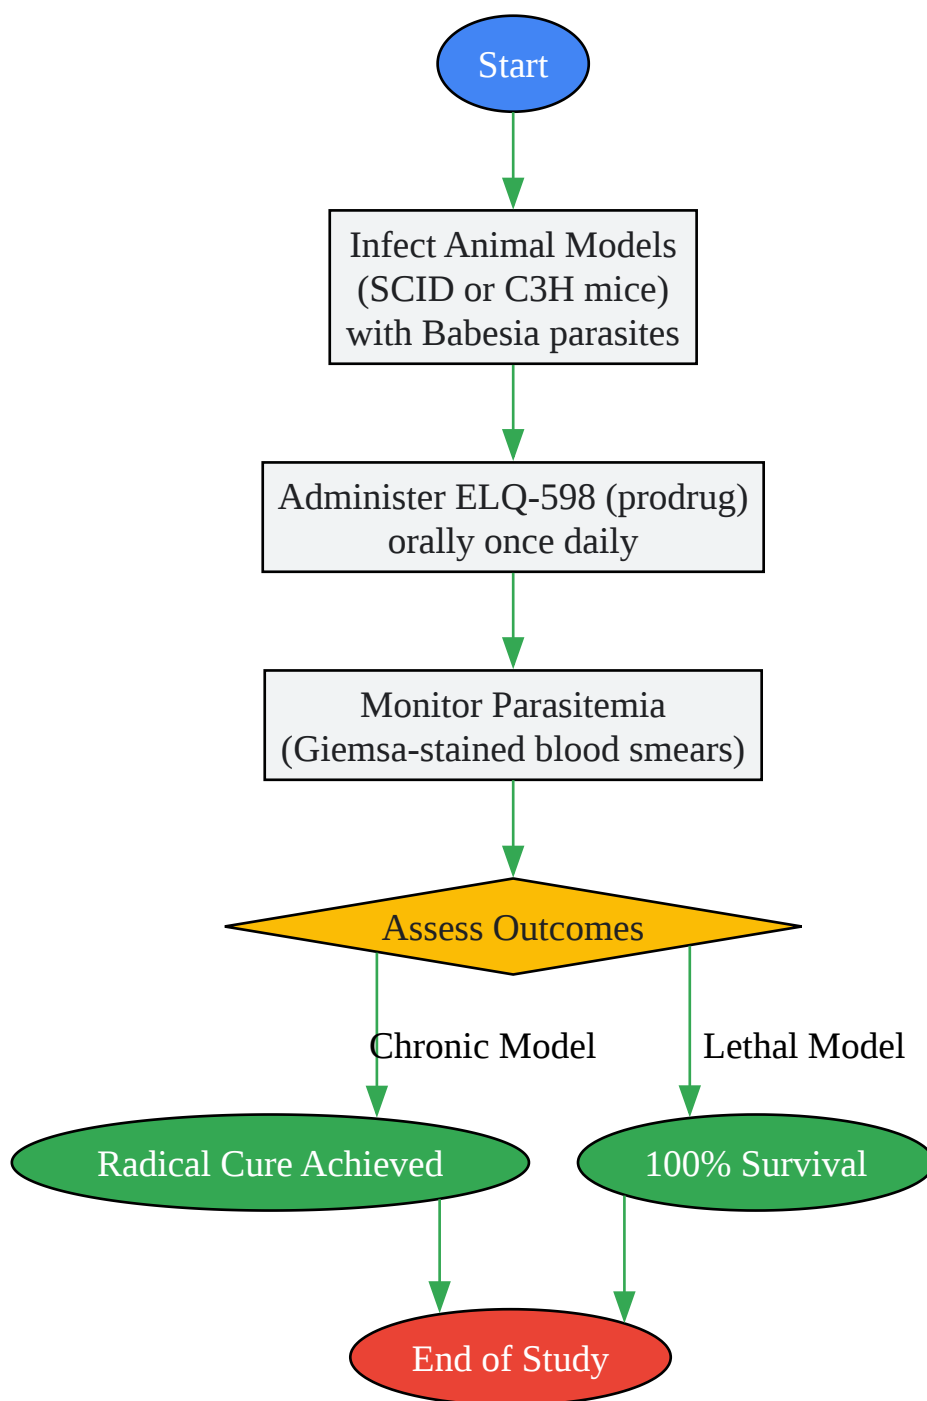 Start
Infect Animal Models
(SCID or C3H mice)
with Babesia parasites
Administer ELQ-598 (prodrug)
orally once daily
Monitor Parasitemia
(Giemsa-stained blood smears)
Assess Outcomes
Chronic Model
Lethal Model
Radical Cure Achieved
100% Survival
End of Study